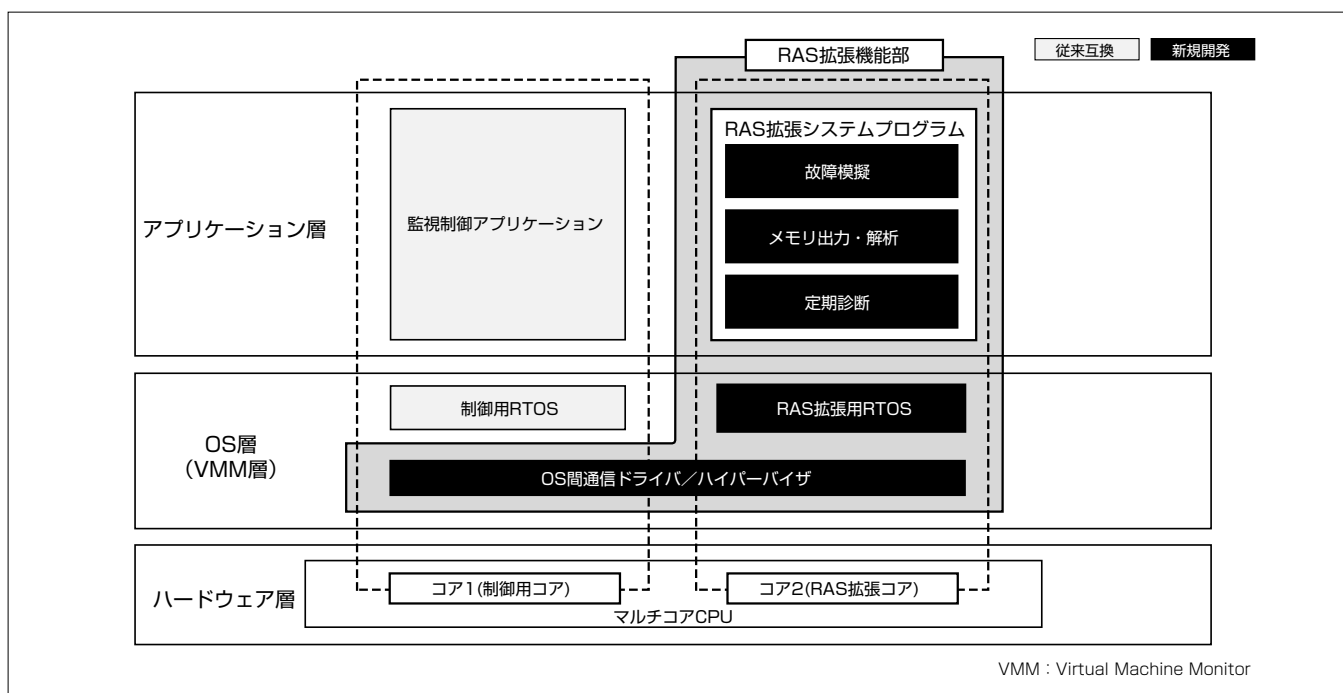 RAS拡張機能部
従来互換
新規開発
RAS拡張システムプログラム
故障模擬
アプリケーション層
監視制御アプリケーション
メモリ出力・解析
定期診断
制御用RTOS
RAS拡張用RTOS
OS層
（VMM層）
OS間通信ドライバ／ハイパーバイザ
ハードウェア層
コア1(制御用コア)
コア2(RAS拡張コア)
マルチコアCPU
VMM：Virtual Machine Monitor